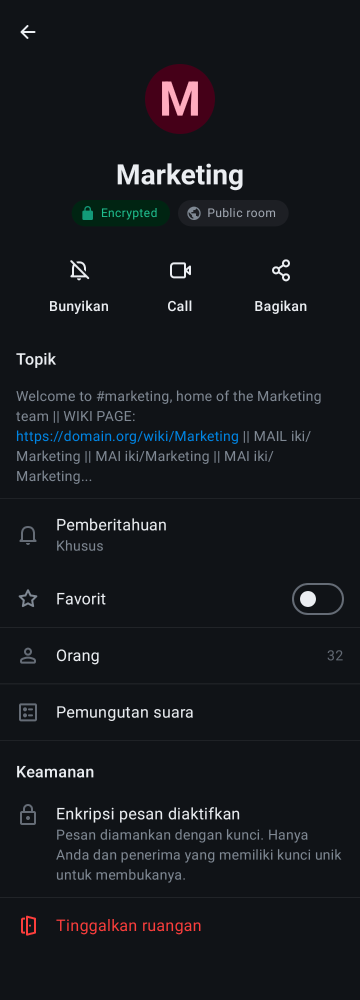 M
Marketing
Encrypted
Public room
Bunyikan
Call
Bagikan
Topik
Welcome to #marketing, home of the Marketing
team || WIKI PAGE:
https://domain.org/wiki/Marketing || MAIL iki/
Marketing || MAI iki/Marketing || MAI iki/
Marketing...
Pemberitahuan
Khusus
Favorit
Orang
32
Pemungutan suara
Keamanan
Enkripsi pesan diaktifkan
Pesan diamankan dengan kunci. Hanya
Anda dan penerima yang memiliki kunci unik
untuk membukanya.
Tinggalkan ruangan